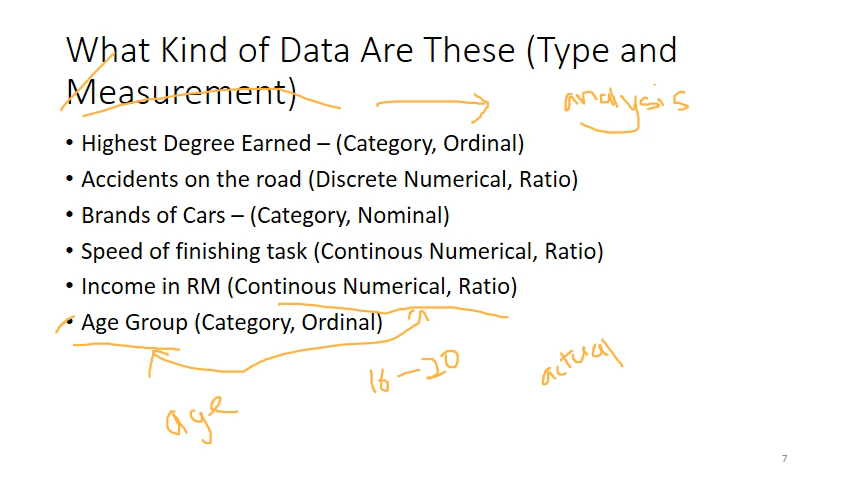 What Kind of Data Are These (Type and
Measurement)
analysis
• Highest Degree Earned – (Category, Ordinal)
• Accidents on the road (Discrete Numerical, Ratio)
• Brands of Cars – (Category, Nominal)
• Speed of finishing task (Continous Numerical, Ratio)
• Income in RM (Continous Numerical, Ratio)
• Age Group (Category, Ordinal)
16 – 20
actual
age
7